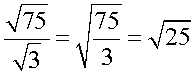 √75/√3 = √(75/3) = √25